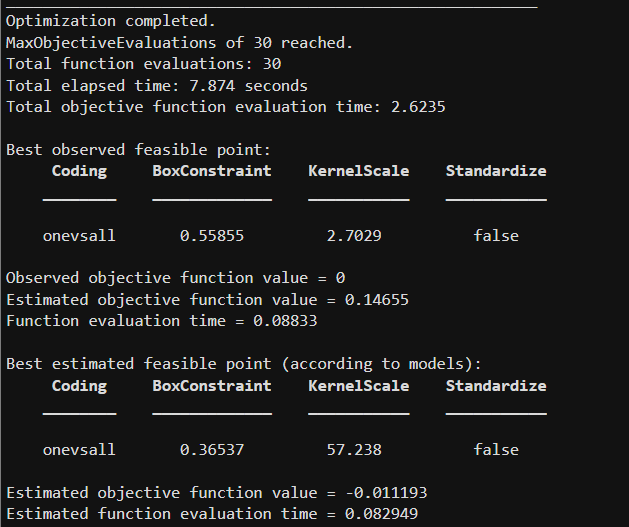 Optimization completed.
MaxObjectiveEvaluations of 30 reached.
Total function evaluations: 30
Total elapsed time: 7.874 seconds
Total objective function evaluation time: 2.6235
Best observed feasible point:
Coding BoxConstraint KernelScale Standardize
onevsall 0.55855 2.7029 false
Observed objective function value = 0
Estimated objective function value = 0.14655
Function evaluation time = 0.08833
Best estimated feasible point (according to models):
Coding BoxConstraint KernelScale Standardize
onevsall 0.36537 57.238 false
Estimated objective function value = -0.011193
Estimated function evaluation time = 0.082949